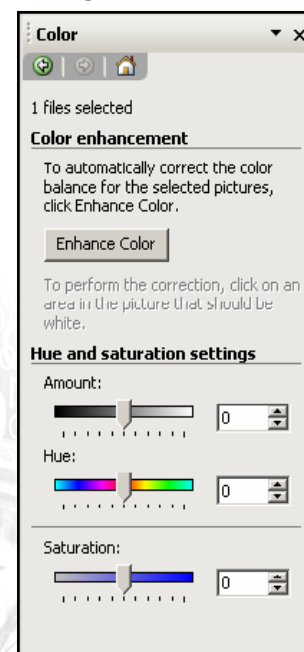 Color
1 files selected
Color enhancement
To automatically correct the color
balance for the selected pictures,
click Enhance Color.
Enhance Color
To perform the correction, click on an
area in the picture that should be
white.
Hue and saturation settings
Amount:
0
Hue:
0
Saturation:
0